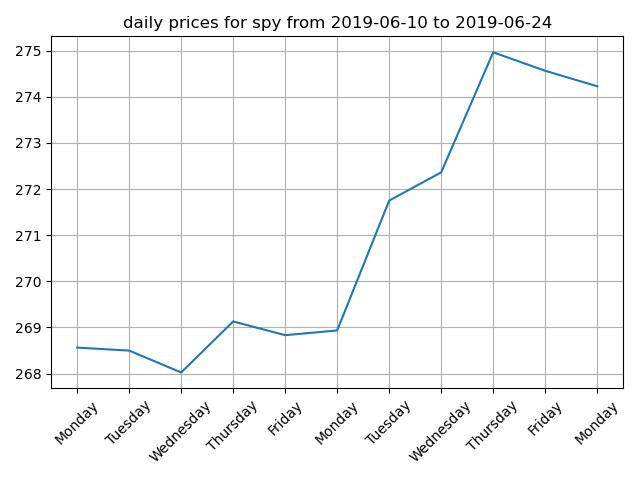 daily prices for spy from 2019-06-10 to 2019-06-24
275
274
273
272
271
270
269
268
Monday
Tuesday
Wednesday
Thursday
Friday
Monday
Tuesday
Wednesday
Thursday
Friday
Monday